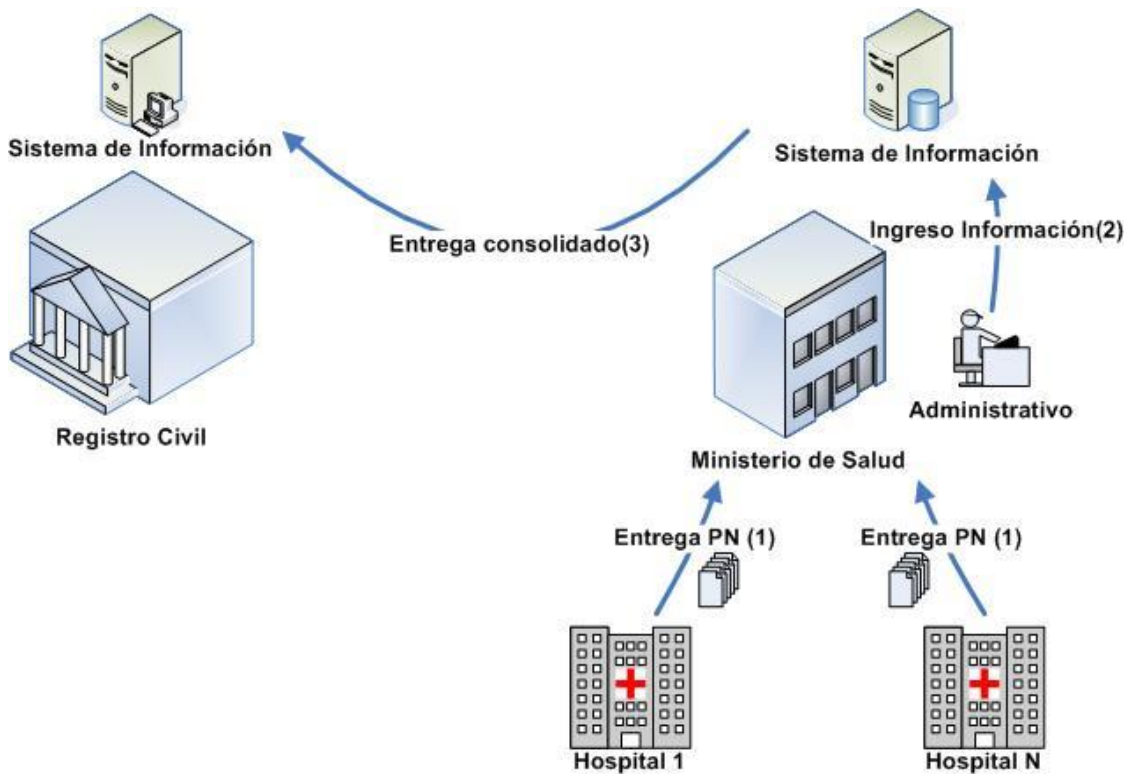 Sistema de Información
Sistema de Información
Entrega consolidado(3)
Ingreso Información(2)
Registro Civil
Administrativo
Ministerio de Salud
Entrega PN (1)
Entrega PN (1)
Hospital 1
Hospital N